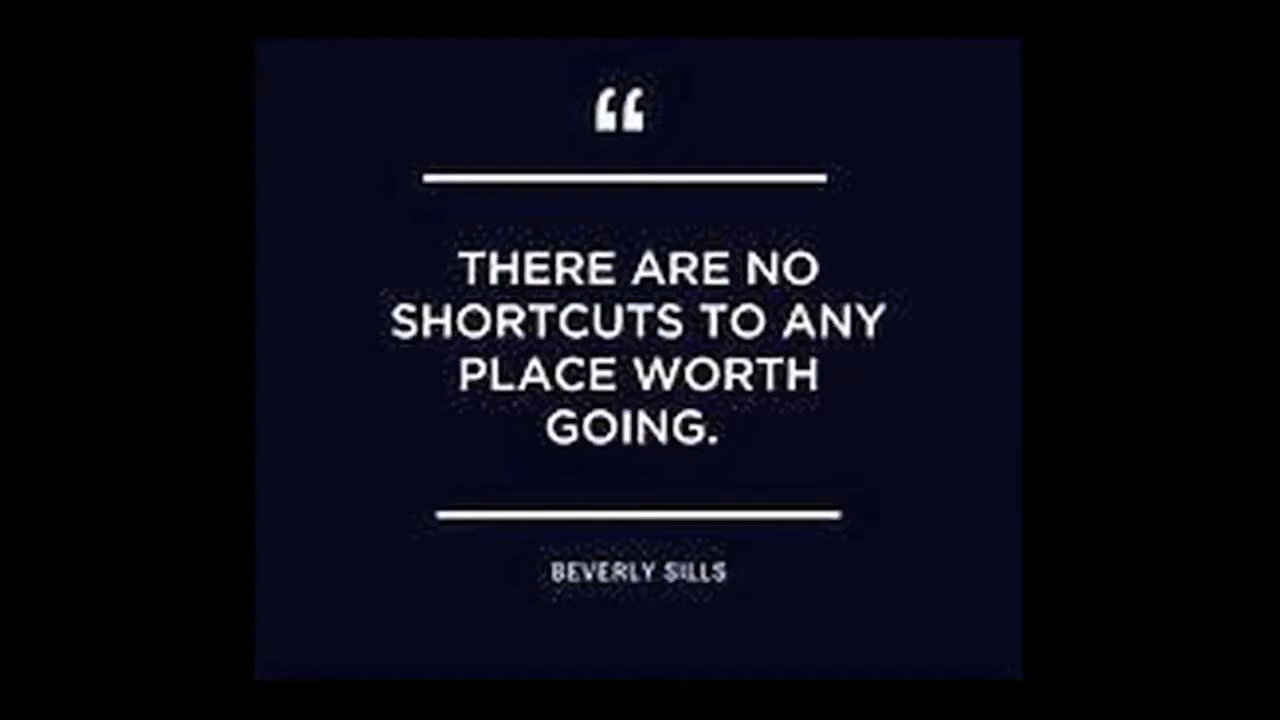 “
THERE ARE NO
SHORTCUTS TO ANY
PLACE WORTH
GOING.
BEVERLY SILLS